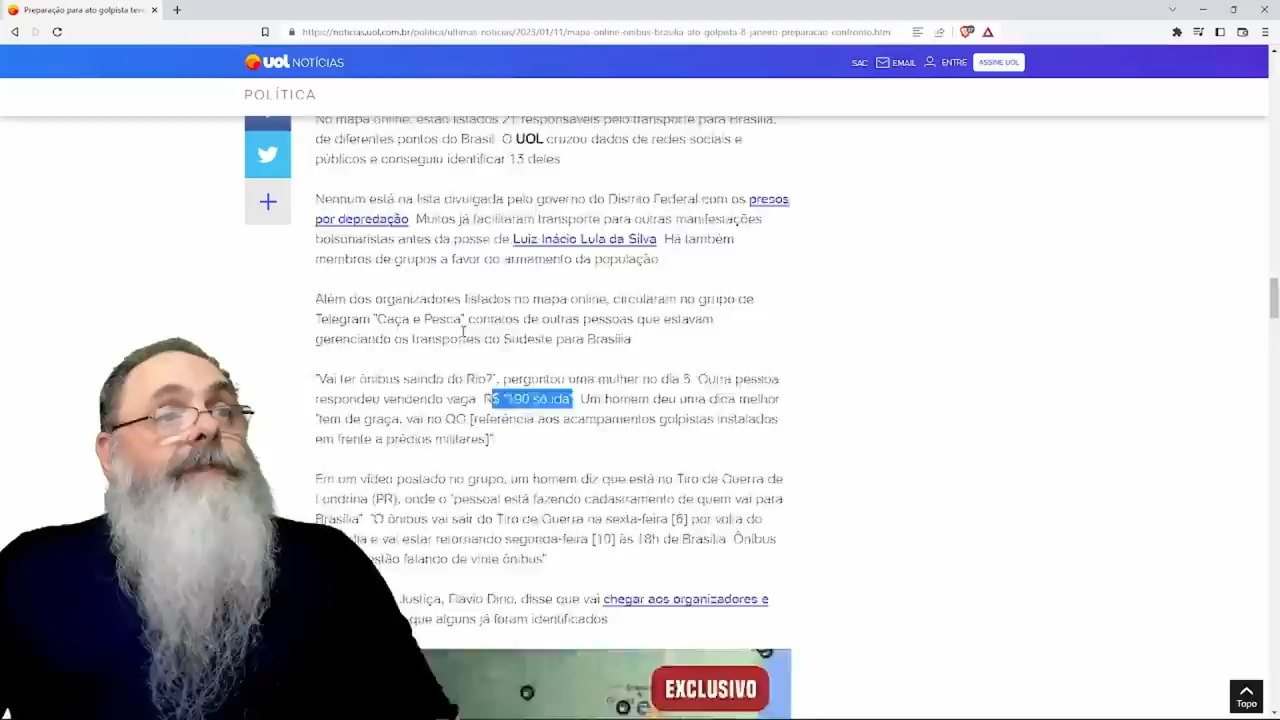 Preparação para ato golpista teve
https://noticias.uol.com.br/politica/ultimas-noticias/2023/01/11/mapa-online-onibus-brasilia-ato-golpista-8-janeiro-preparacao-confronto.htm
UOL NOTÍCIAS
SAC EMAIL ENTRE ASSINE UOL
POLÍTICA
No mapa online, estão listados 21 responsáveis pelo transporte para Brasília,
de diferentes pontos do Brasil. O UOL cruzou dados de redes sociais e
públicos e conseguiu identificar 13 deles.
Nenhum está na lista divulgada pelo governo do Distrito Federal com os presos
por depredação. Muitos já facilitaram transporte para outras manifestações
bolsonaristas antes da posse de Luiz Inácio Lula da Silva. Há também
membros de grupos a favor do armamento da população.
Além dos organizadores listados no mapa online, circularam no grupo de
Telegram "Caça e Pesca" contatos de outras pessoas que estavam
gerenciando os transportes do Sudeste para Brasília.
"Vai ter ônibus saindo do Rio?", perguntou uma mulher no dia 5. Outra pessoa
respondeu vendendo vaga: R$ "190 só ida". Um homem deu uma dica melhor:
"tem de graça, vai no QG [referência aos acampamentos golpistas instalados
em frente a prédios militares]".
Em um vídeo postado no grupo, um homem diz que está no Tiro de Guerra de
Londrina (PR), onde o "pessoal está fazendo cadastramento de quem vai para
Brasília". "O ônibus vai sair do Tiro de Guerra na sexta-feira [6] por volta do
e vai estar retornando segunda-feira [10] às 18h de Brasília. Ônibus
estão falando de vinte ônibus".
Justiça, Flávio Dino, disse que vai chegar aos organizadores e
que alguns já foram identificados.
EXCLUSIVO
Topo